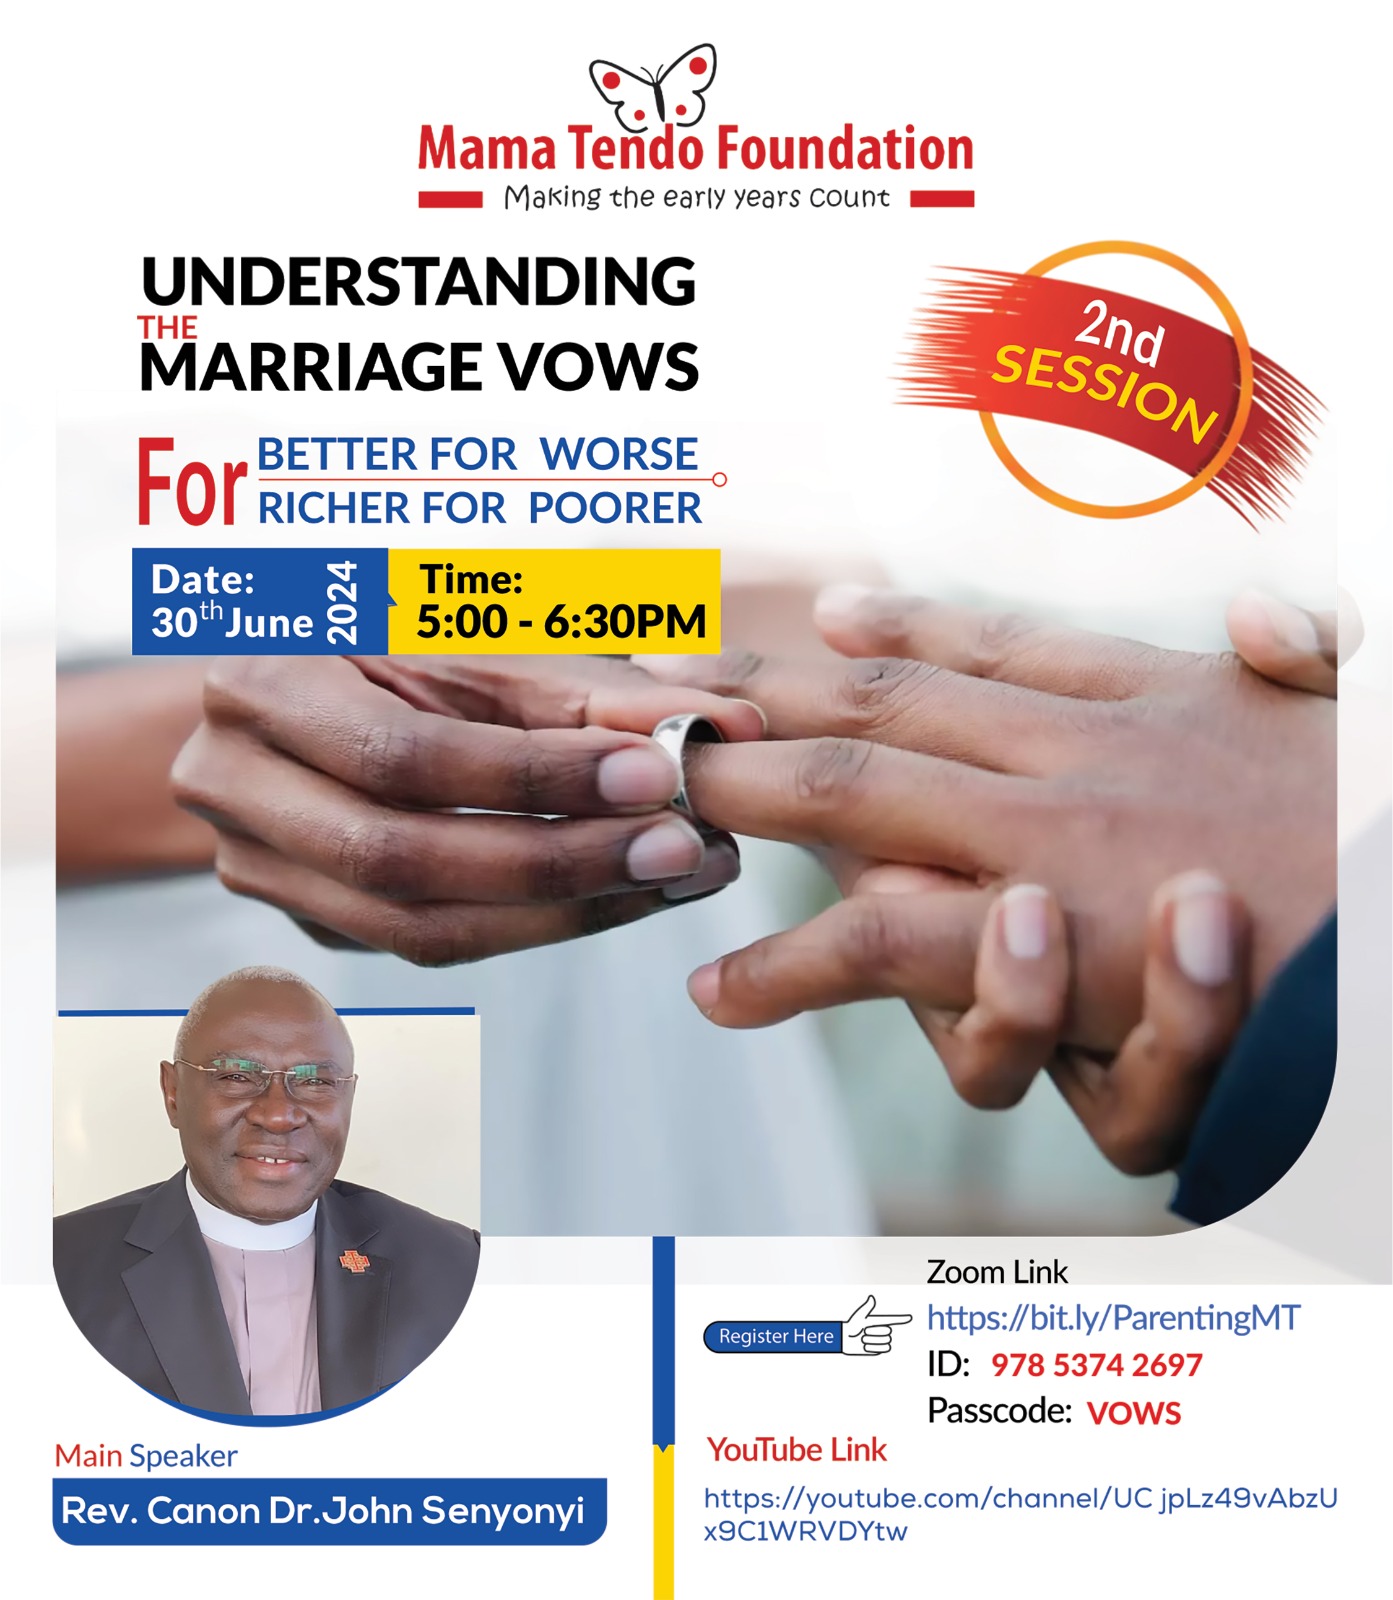 Mama Tendo Foundation
Making the early years count
UNDERSTANDING
THE
MARRIAGE VOWS
For BETTER FOR WORSE
RICHER FOR POORER
2nd
SESSION
Date:
30th June 2024
Time:
5:00 - 6:30PM
Main Speaker
Rev. Canon Dr.John Senyonyi
Register Here
Zoom Link
https://bit.ly/ParentingMT
ID: 978 5374 2697
Passcode: VOWS
YouTube Link
https://youtube.com/channel/UC jpLz49vAbzU
x9C1WRVDYtw